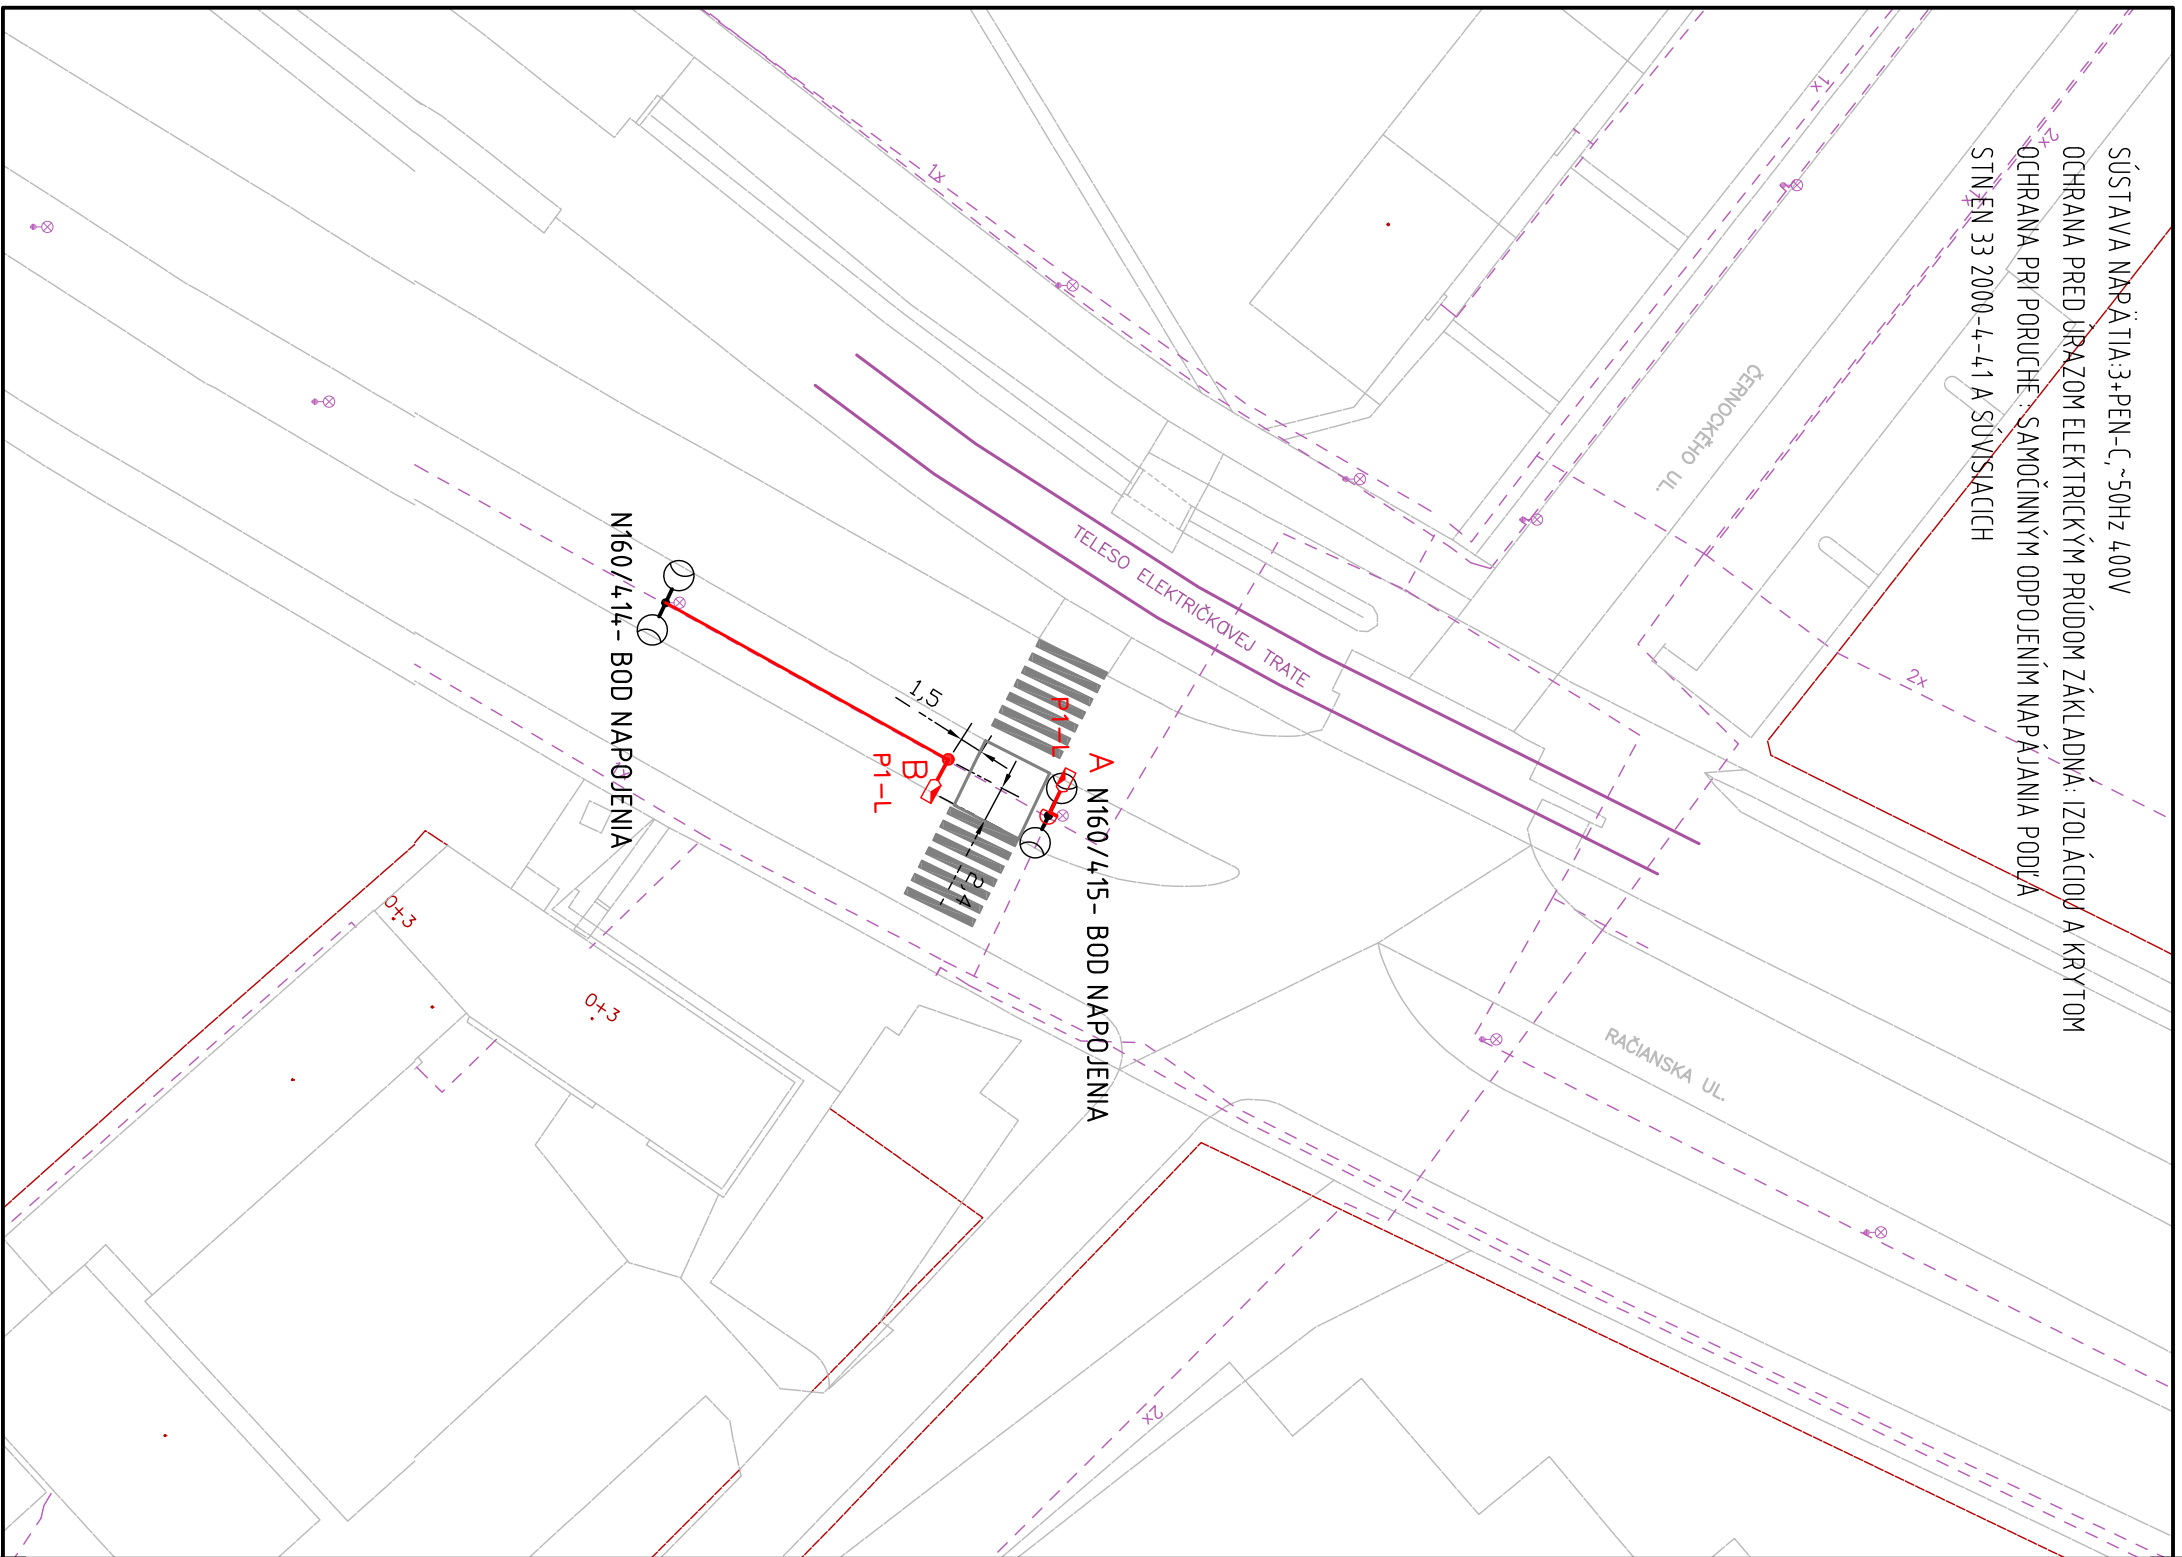 SÚSTAVA NAPÄTIA:3+PEN-C,~50Hz 400V
OCHRANA PRED ÚRAZOM ELEKTRICKÝM PRÚDOM ZÁKLADNÁ: IZOLÁCIOU A KRYTOM
OCHRANA PRI PORUCHE : SAMOČINNÝM ODPOJENÍM NAPÁJANIA PODĽA
STN EN 33 2000-4-41 A SÚVISIACICH
1x
2x
1x
2x
1x
ČERNOCKÉHO UL.
TELESO ELEKTRIČKOVEJ TRATE
RAČIANSKA UL.
A
N160/415- BOD NAPOJENIA
P1-L
1,5
2,4
B
P1-L
N160/414- BOD NAPOJENIA
0+3
0+3
2x